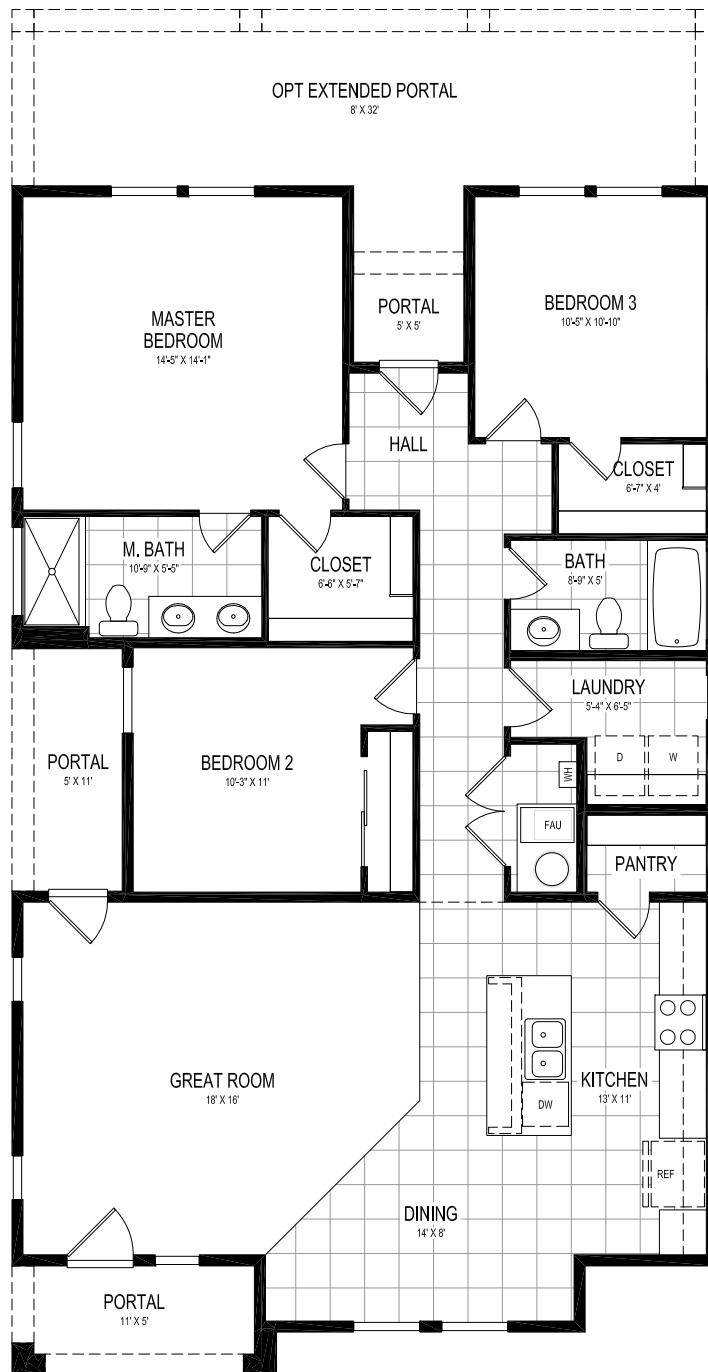 OPT EXTENDED PORTAL
8' X 32'
MASTER
BEDROOM
14'-5" X 14'-1"
PORTAL
5' X 5'
BEDROOM 3
10'-5" X 10'-10"
HALL
CLOSET
6'-7" X 4'
M. BATH
10'-9" X 5'-5"
CLOSET
6'-6" X 5'-7"
BATH
8'-9" X 5'
LAUNDRY
5'-4" X 6'-5"
D
W
PORTAL
5' X 11'
BEDROOM 2
10'-3" X 11'
WH
FAU
PANTRY
GREAT ROOM
18' X 16'
KITCHEN
13' X 11'
DW
REF
DINING
14' X 8'
PORTAL
11' X 5'